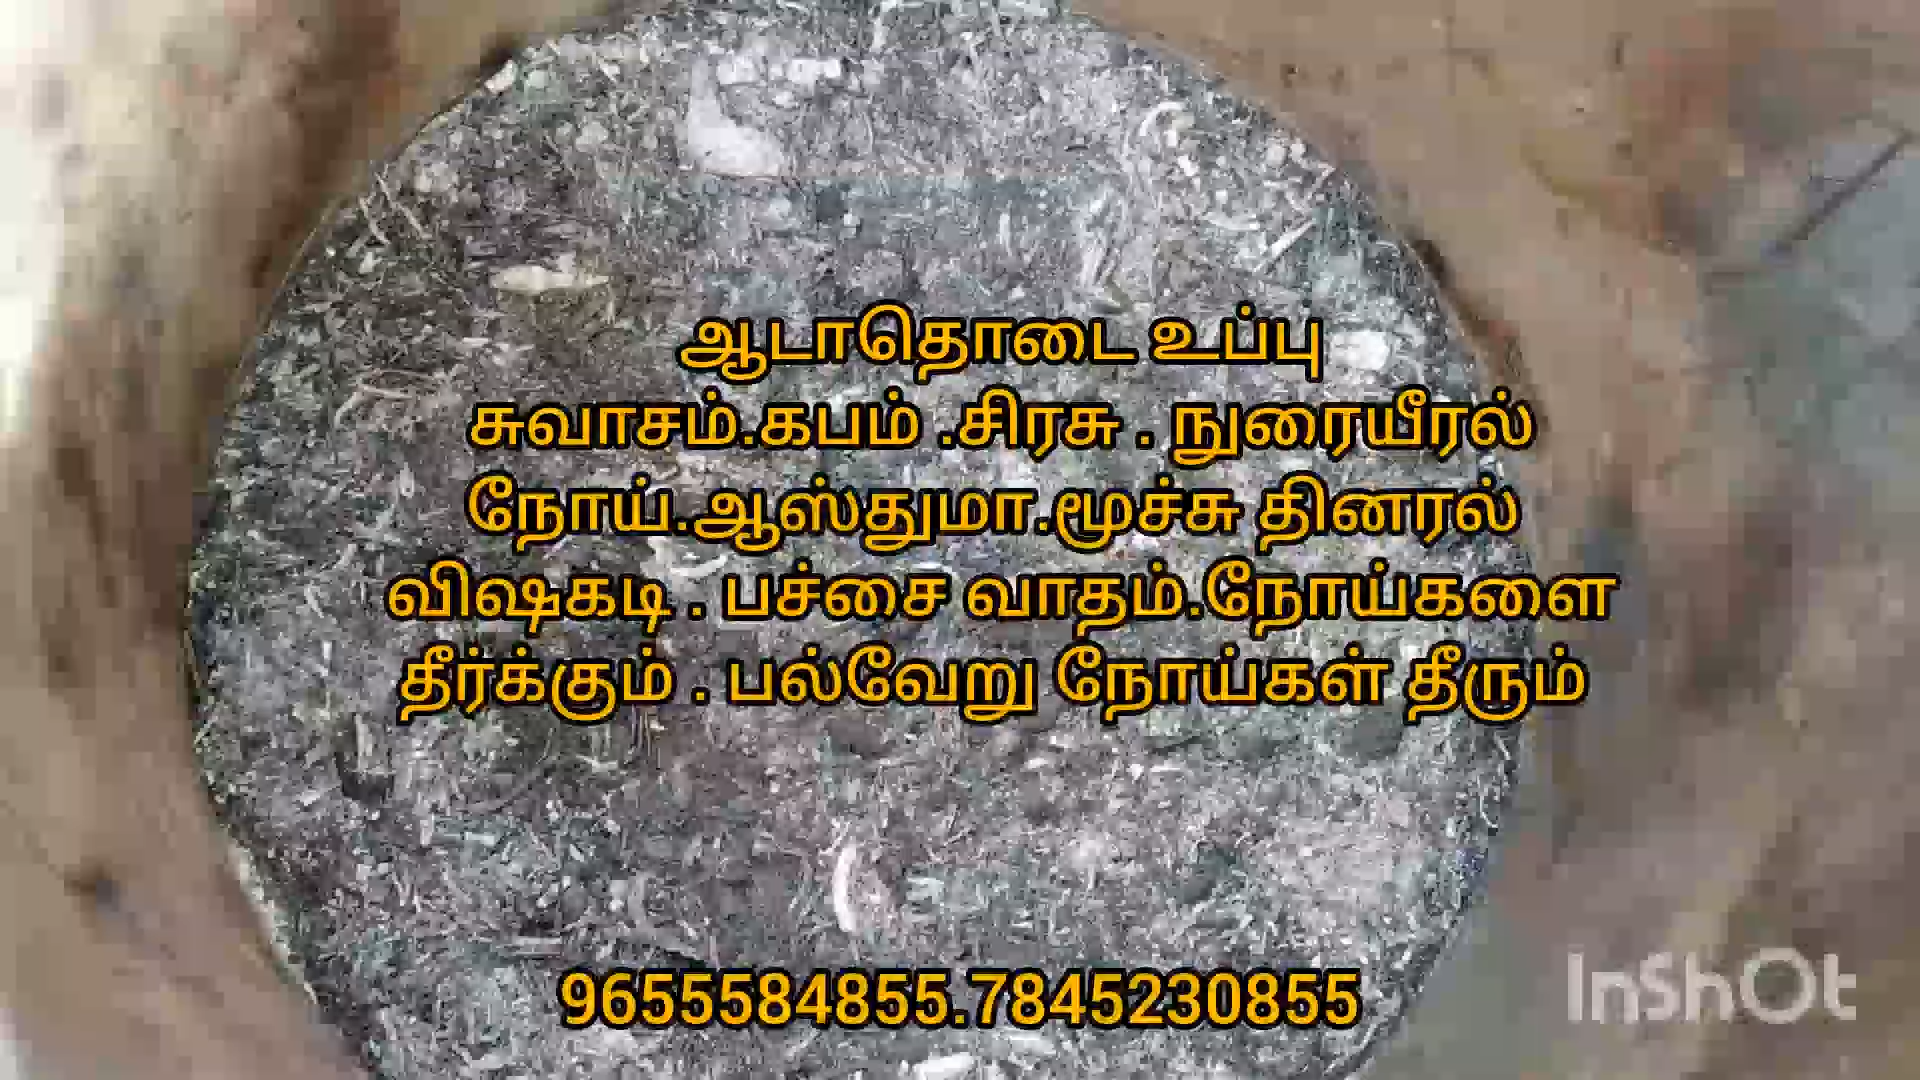 ஆடாதொடை உப்பு
சுவாசம்.கபம் .சிரசு . நுரையீரல்
நோய்.ஆஸ்துமா.மூச்சு தினரல்
விஷகடி . பச்சை வாதம்.நோய்களை
தீர்க்கும் . பல்வேறு நோய்கள் தீரும்
9655584855.7845230855
InShOt